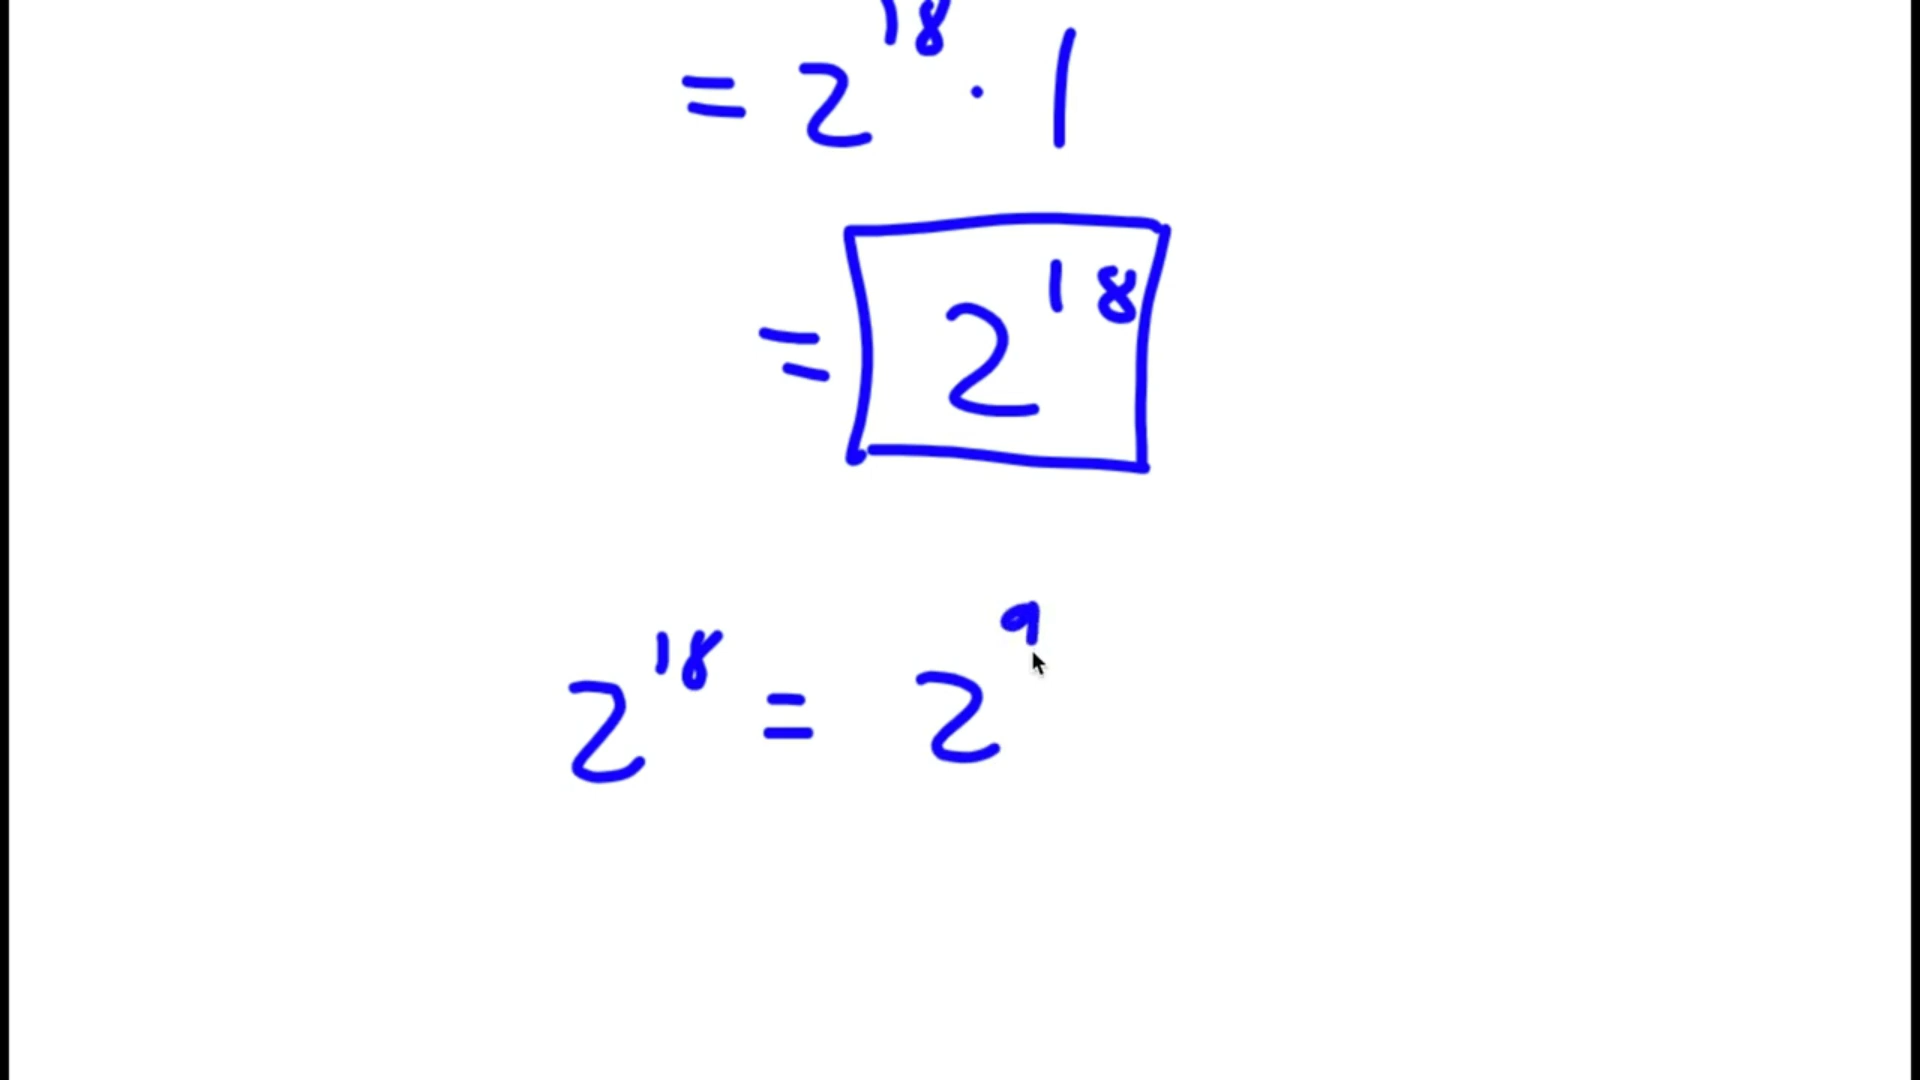 = 2^18 · 1
= 2^18
2^18 = 2^9